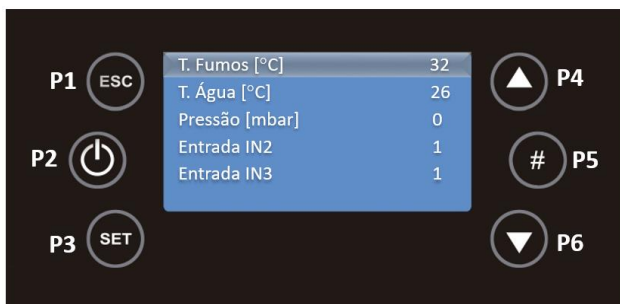 P1 ESC
P2
P3 SET
T. Fumos [°C] 32
T. Água [°C] 26
Pressão [mbar] 0
Entrada IN2 1
Entrada IN3 1
P4
# P5
P6